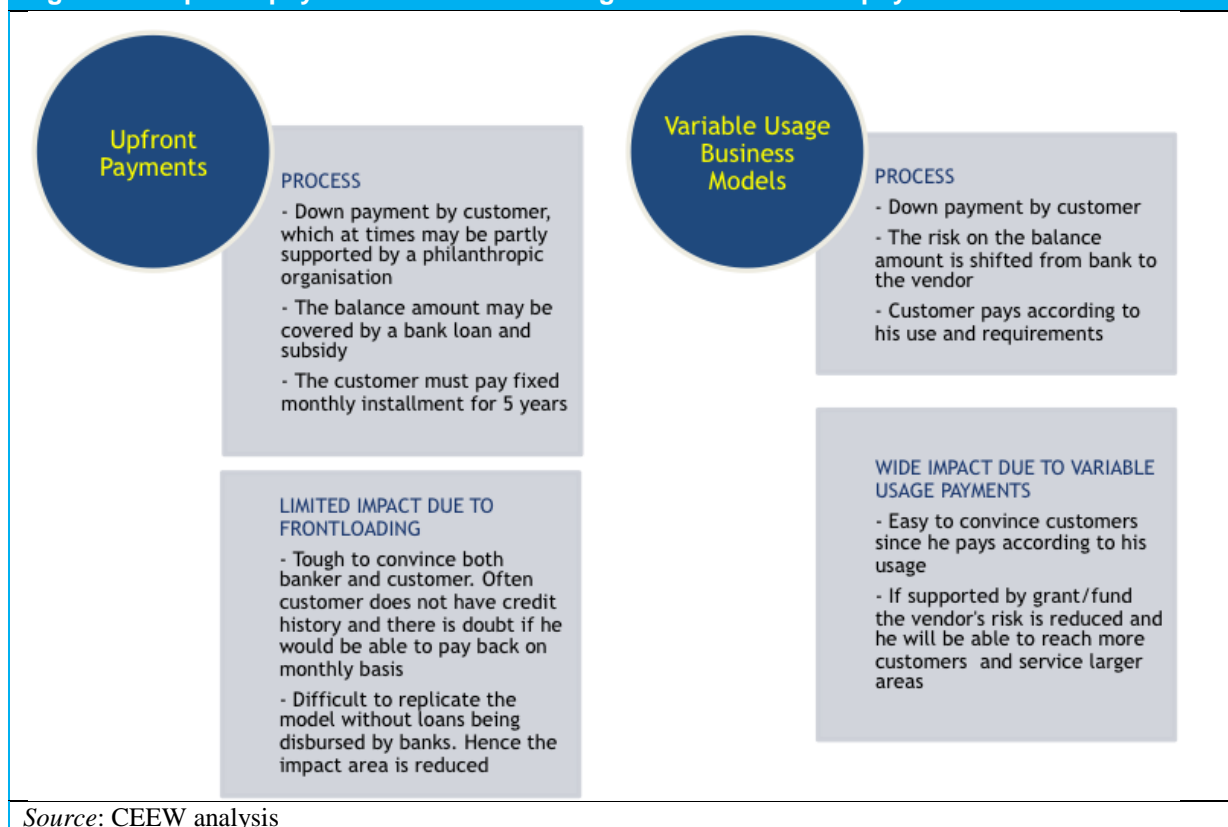 Upfront
Payments
PROCESS
- Down payment by customer,
which at times may be partly
supported by a philanthropic
organisation
- The balance amount may be
covered by a bank loan and
subsidy
- The customer must pay fixed
monthly installment for 5 years
LIMITED IMPACT DUE TO
FRONTLOADING
- Tough to convince both
banker and customer. Often
customer does not have credit
history and there is doubt if he
would be able to pay back on
monthly basis
- Difficult to replicate the
model without loans being
disbursed by banks. Hence the
impact area is reduced
Variable Usage
Business
Models
PROCESS
- Down payment by customer
- The risk on the balance
amount is shifted from bank to
the vendor
- Customer pays according to
his use and requirements
WIDE IMPACT DUE TO VARIABLE
USAGE PAYMENTS
- Easy to convince customers
since he pays according to his
usage
- If supported by grant/fund
the vendor's risk is reduced and
he will be able to reach more
customers and service larger
areas
Source: CEEW analysis